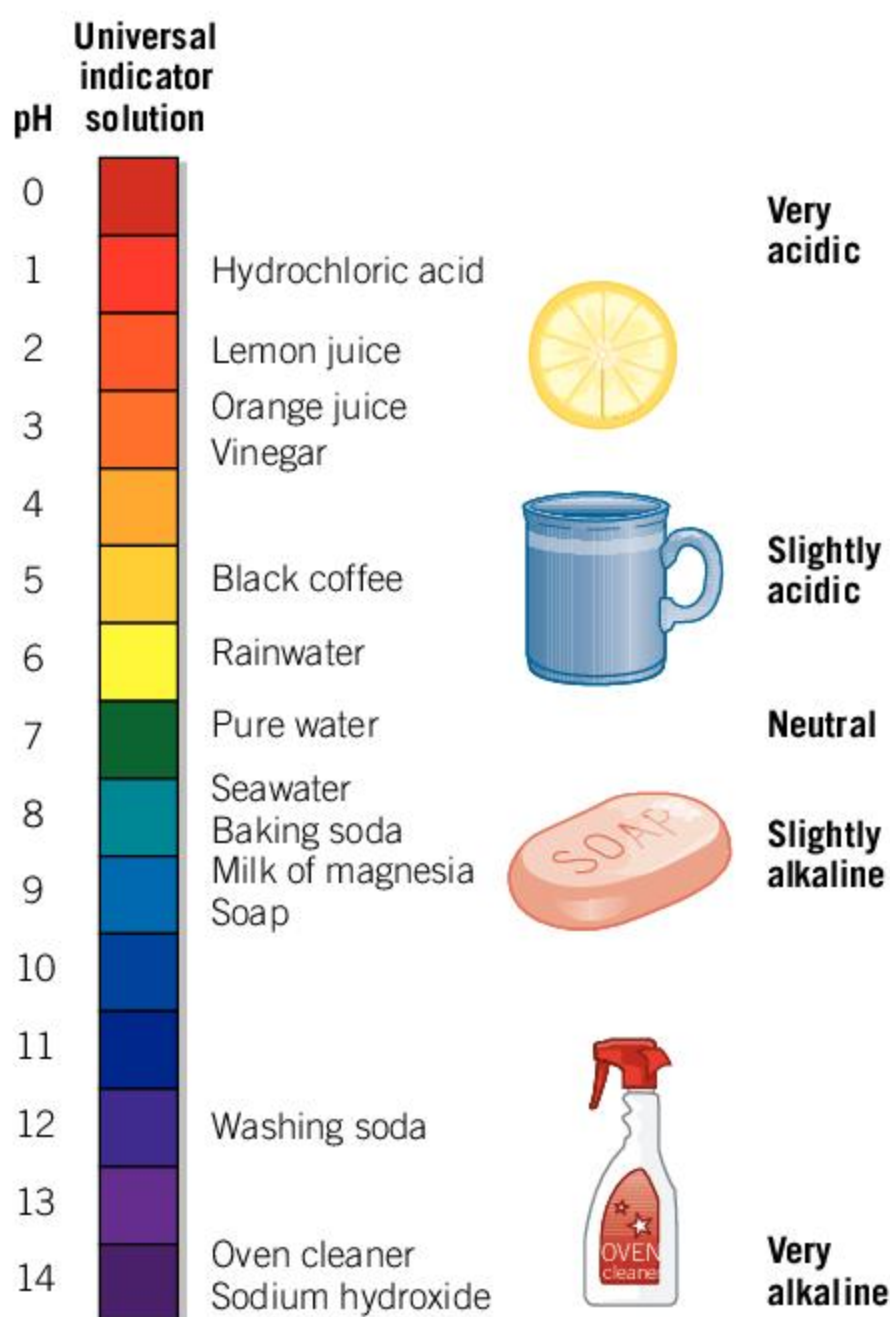 Universal
indicator
pH solution
0
Very
acidic
1 Hydrochloric acid
2 Lemon juice
Orange juice
3
Vinegar
4
Slightly
acidic
5 Black coffee
6 Rainwater
7 Pure water Neutral
Seawater
8
Baking soda
SOAP
Slightly
alkaline
Milk of magnesia
9
Soap
10
11
12 Washing soda
13
Oven cleaner
14
Sodium hydroxide
OVEN
cleaner
Very
alkaline